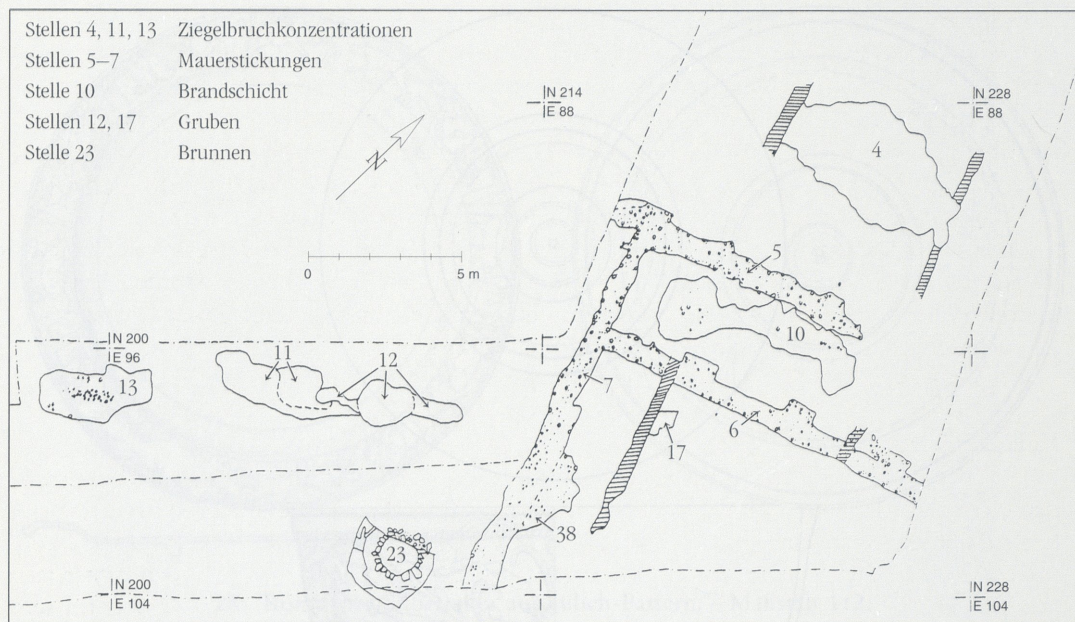 Stellen 4, 11, 13 Ziegelbruchkonzentrationen
Stellen 5–7 Mauerstickungen
Stelle 10 Brandschicht
Stellen 12, 17 Gruben
Stelle 23 Brunnen
N 214
E 88
N 228
E 88
4
N
0 5 m
5
10
N 200
E 96
11
12
13
7
6
17
38
23
N 200
E 104
N 228
E 104